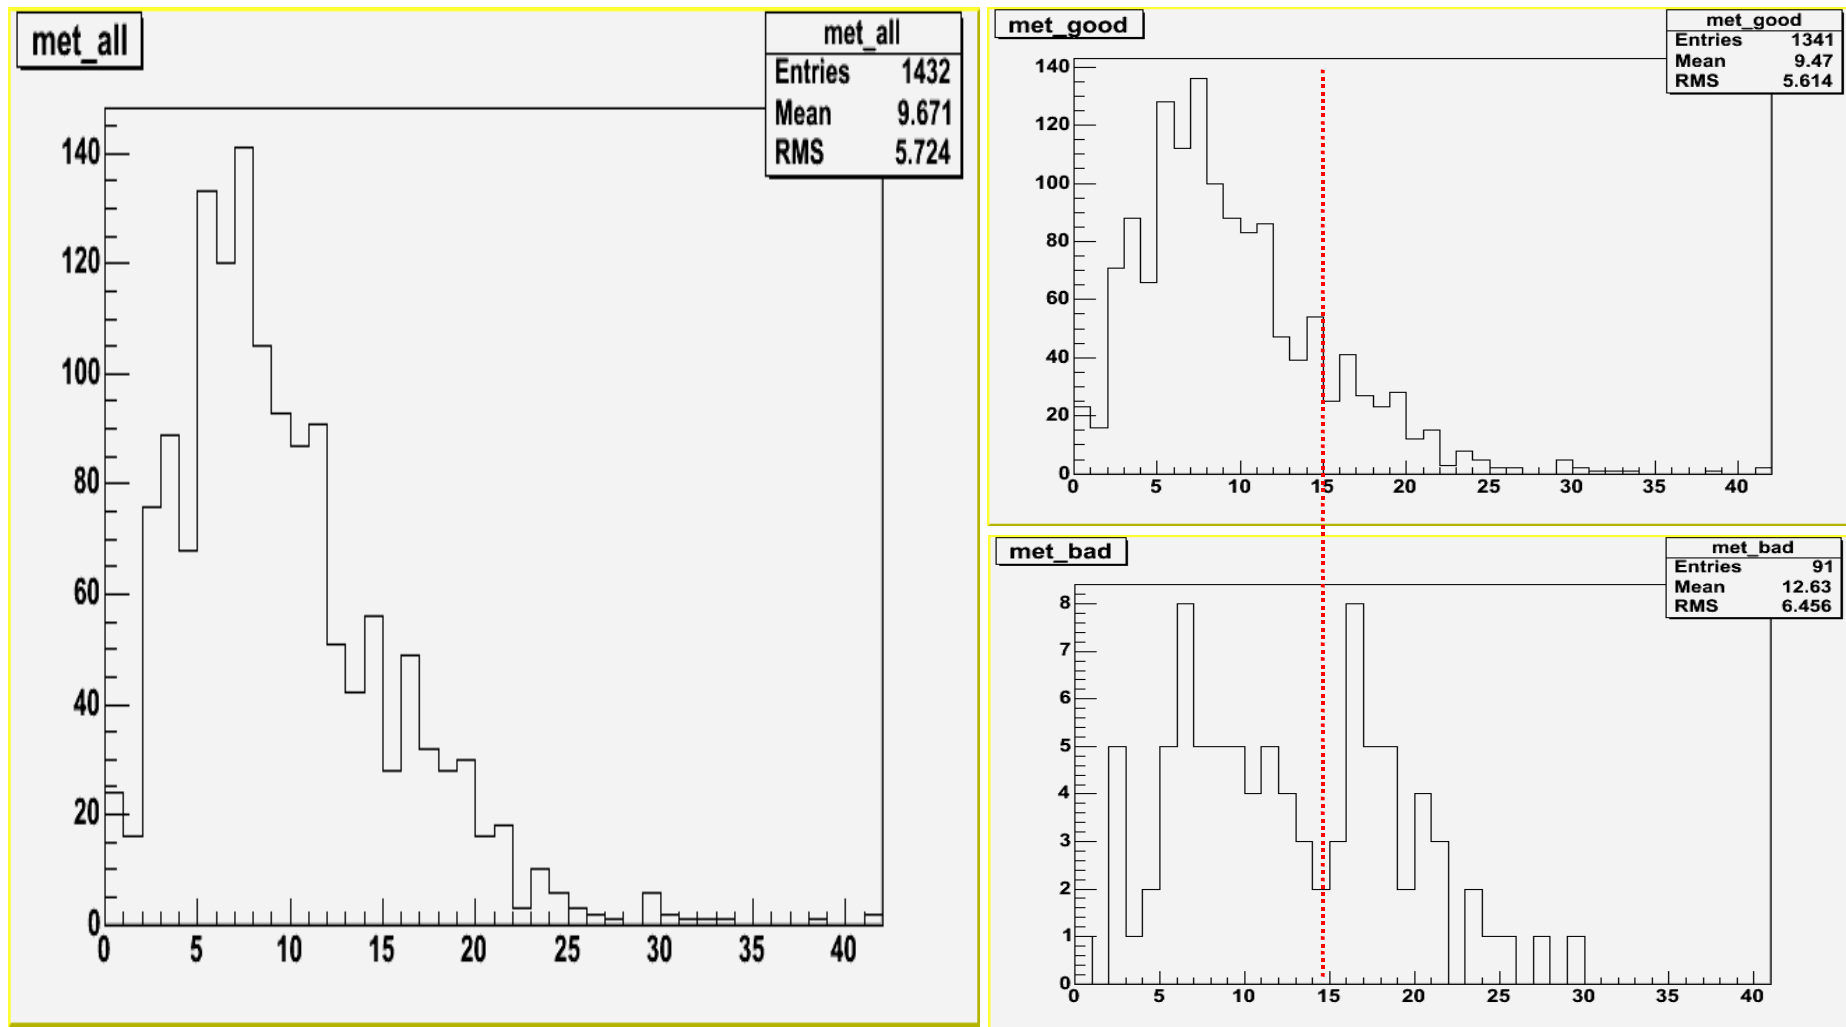 met_all
met_all
Entries 1432
Mean 9.671
RMS 5.724
140
120
100
80
60
40
20
0
0 5 10 15 20 25 30 35 40
met_good
met_good
Entries 1341
Mean 9.47
RMS 5.614
140
120
100
80
60
40
20
0
0 5 10 15 20 25 30 35 40
met_bad
met_bad
Entries 91
Mean 12.63
RMS 6.456
8
7
6
5
4
3
2
1
0
0 5 10 15 20 25 30 35 40